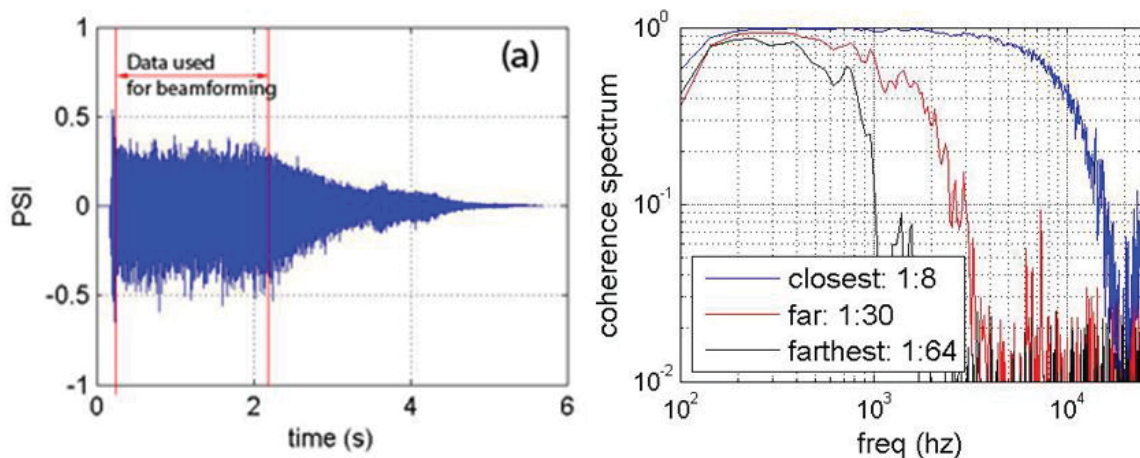 (a)
Data used
for beamforming
PSI
1
0.5
0
-0.5
-1
0
2
4
6
time (s)
coherence spectrum
10^0
10^-1
10^-2
closest: 1:8
far: 1:30
farthest: 1:64
10^2
10^3
10^4
freq (hz)